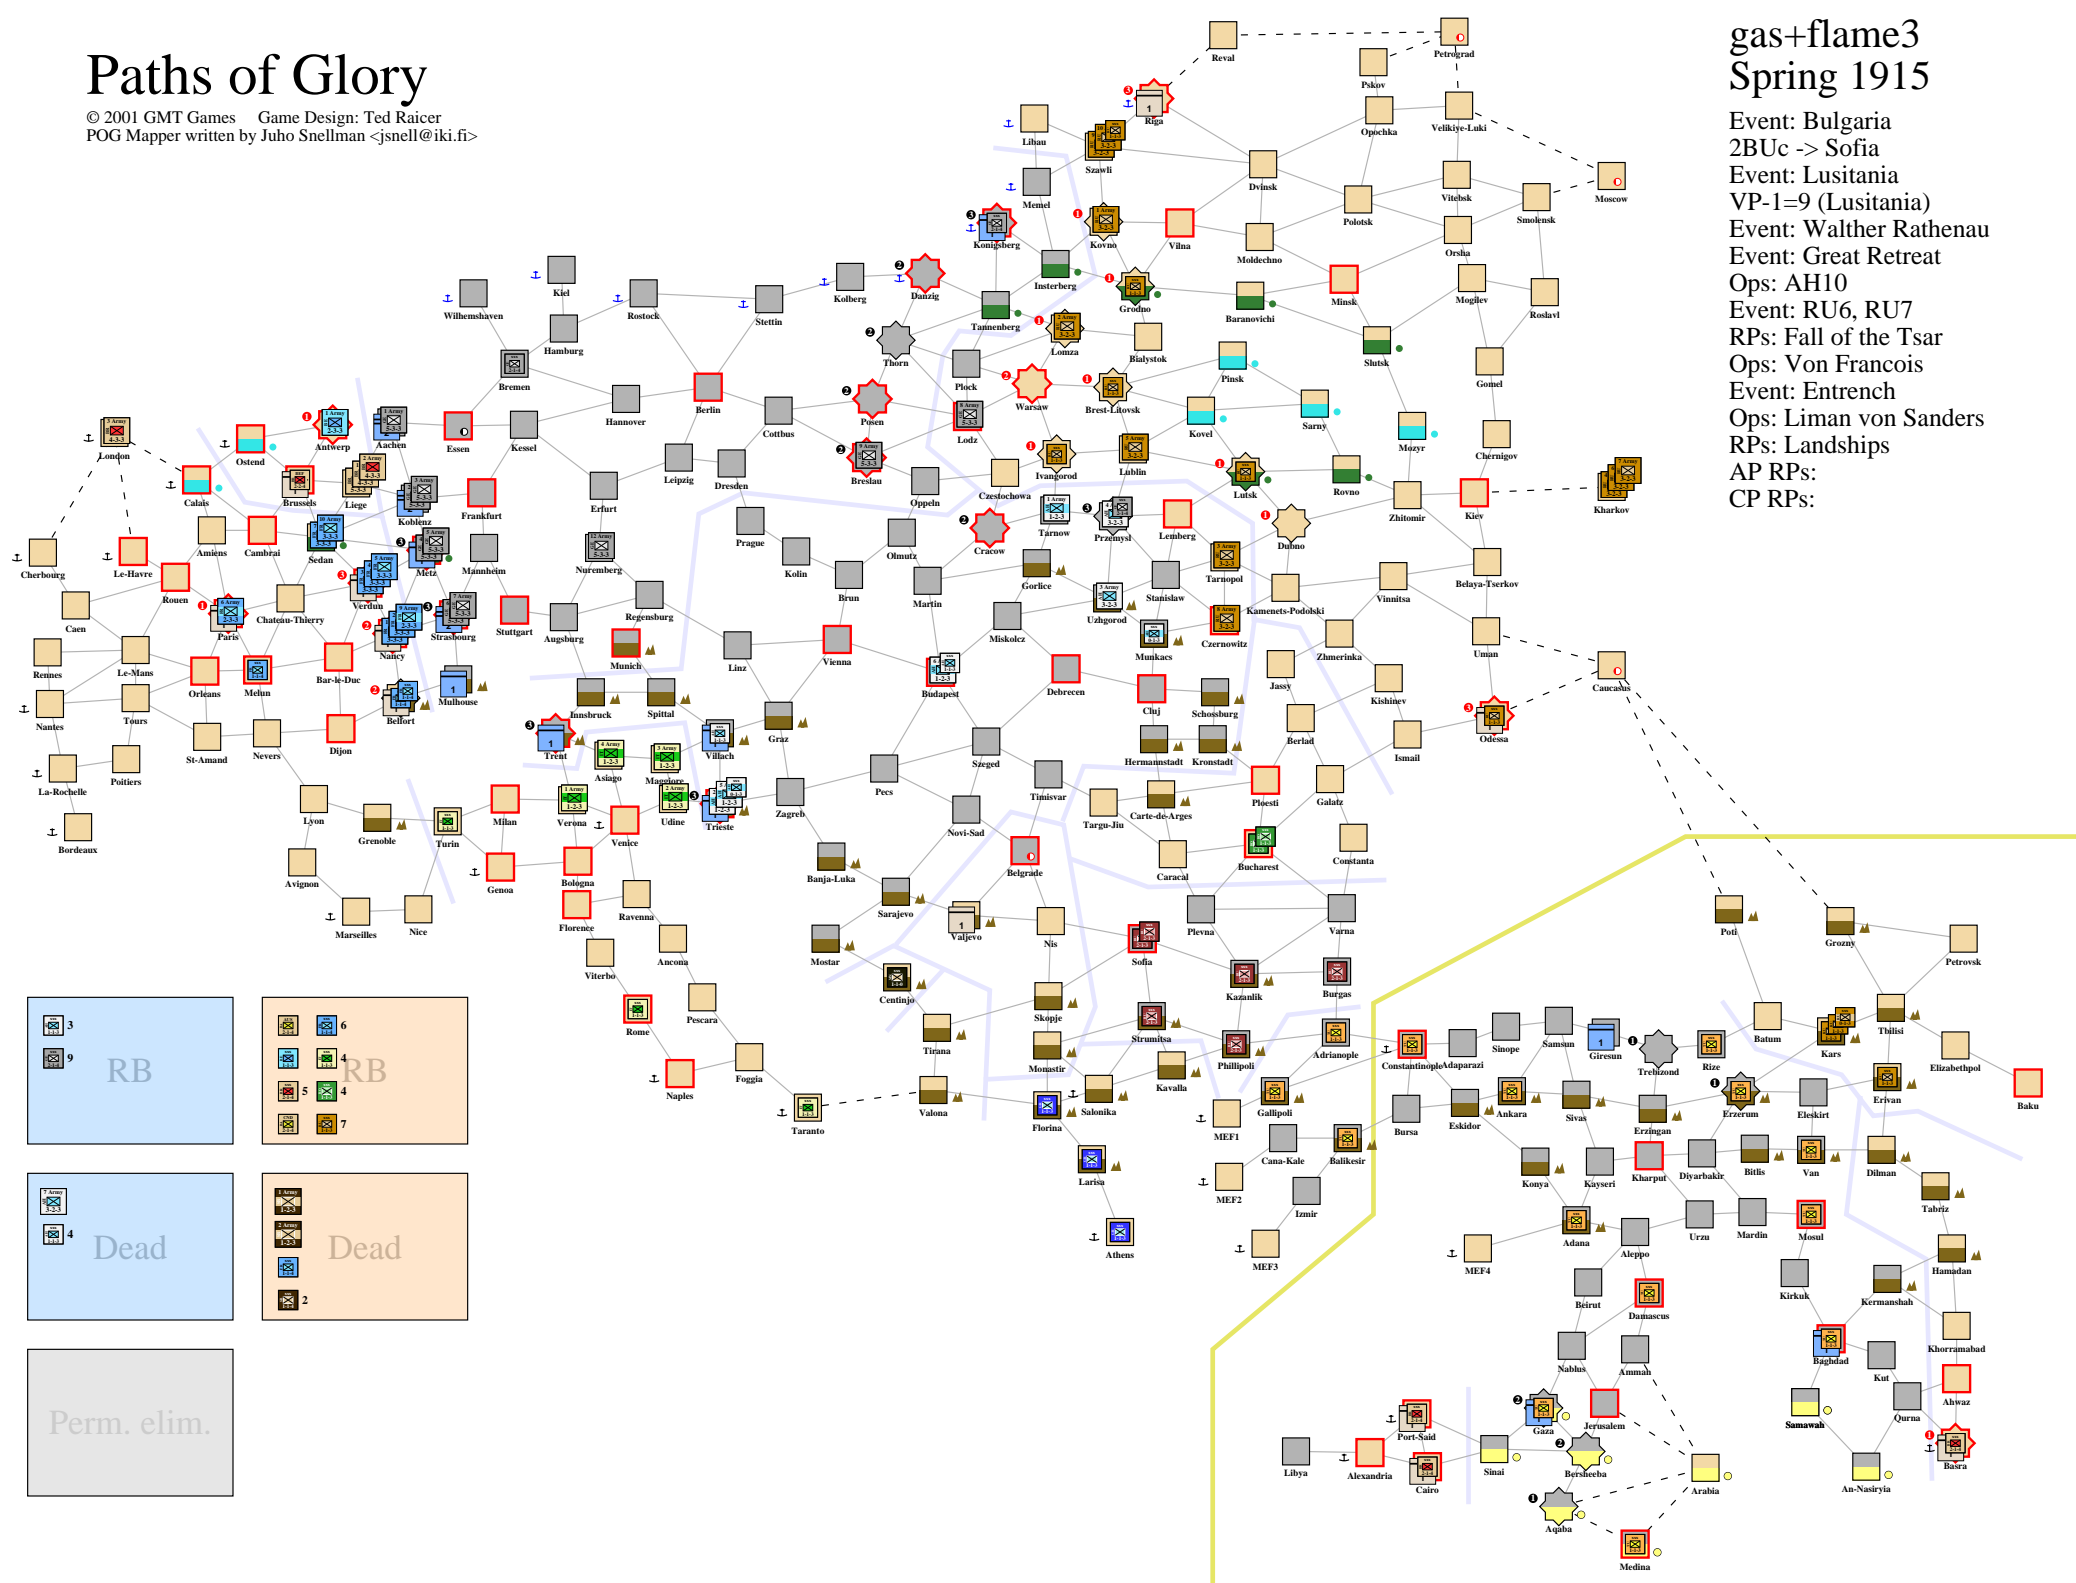 Paths of Glory
© 2001 GMT Games Game Design: Ted Raicer
POG Mapper written by Juho Snellman <jsnell@iki.fi>
gas+flame3
Spring 1915
Event: Bulgaria
2BUc -> Sofia
Event: Lusitania
VP-1=9 (Lusitania)
Event: Walther Rathenau
Event: Great Retreat
Ops: AH10
Event: RU6, RU7
RPs: Fall of the Tsar
Ops: Von Francois
Event: Entrench
Ops: Liman von Sanders
RPs: Landships
AP RPs:
CP RPs:
Reval
Petrograd
Pskov
Riga
Libau
Opochka
Velikiye-Luki
Szawli
Dvinsk
Memel
Polotsk
Vitebsk
Smolensk
Moscow
Konigsberg
Kovno
Vilna
Moldechno
Orsha
Insterberg
Kiel
Kolberg
Danzig
Grodno
Baranovichi
Minsk
Mogilev
Roslavl
Wilhemshaven
Rostock
Stettin
Tannenberg
Hamburg
Thorn
Lomza
Bialystok
Slutsk
Bremen
Plock
Pinsk
Gomel
Hannover
Berlin
Posen
Warsaw
Brest-Litovsk
Kovel
Sarny
London
Ostend
Antwerp
Aachen
Essen
Kessel
Cottbus
Lodz
Mozyr
Chernigov
Calais
Brussels
Liege
Koblenz
Frankfurt
Erfurt
Leipzig
Dresden
Breslau
Oppeln
Czestochowa
Ivangorod
Lublin
Lutsk
Rovno
Zhitomir
Kiev
Kharkov
Cherbourg
Le-Havre
Amiens
Cambrai
Sedan
Metz
Mannheim
Nuremberg
Prague
Kolin
Olmutz
Cracow
Tarnow
Przemysl
Lemberg
Dubno
Caen
Rouen
Paris
Chateau-Thierry
Verdun
Nancy
Strasbourg
Stuttgart
Augsburg
Regensburg
Brun
Martin
Gorlice
Uzhgorod
Stanislaw
Tarnopol
Kamenets-Podolski
Vinnitsa
Belaya-Tserkov
Rennes
Le-Mans
Orleans
Melun
Bar-le-Duc
Belfort
Mulhouse
Munich
Linz
Vienna
Miskolcz
Munkacs
Czernowitz
Zhmerinka
Uman
Nantes
Tours
St-Amand
Nevers
Dijon
Innsbruck
Spittal
Graz
Budapest
Debrecen
Cluj
Schossburg
Jassy
Kishinev
Caucasus
La-Rochelle
Poitiers
Trent
Asiago
Maggiore
Villach
Szeged
Hermannstadt
Kronstadt
Berlad
Ismail
Odessa
Bordeaux
Lyon
Grenoble
Turin
Milan
Verona
Venice
Udine
Trieste
Zagreb
Pecs
Timisvar
Targu-Jiu
Carte-de-Arges
Ploesti
Galatz
Avignon
Genoa
Bologna
Banja-Luka
Novi-Sad
Belgrade
Caracal
Bucharest
Constanta
Marseilles
Nice
Florence
Ravenna
Sarajevo
Valjevo
Nis
Plevna
Varna
Poti
Grozny
Petrovsk
Viterbo
Ancona
Mostar
Centinjo
Sofia
Kazanlik
Burgas
Rome
Pescara
Tirana
Skopje
Strumitsa
Phillipoli
Adrianople
Constantinople
Adaparazi
Sinope
Samsun
Giresun
Trebizond
Rize
Batum
Kars
Tbilisi
Elizabethpol
Baku
Naples
Foggia
Taranto
Valona
Monastir
Florina
Salonika
Kavalla
Gallipoli
MEF1
Bursa
Eskidor
Ankara
Sivas
Erzingan
Erzerum
Eleskirt
Erivan
Larisa
Athens
Cana-Kale
Balikesir
MEF2
Izmir
MEF3
Konya
Kayseri
Kharput
Diyarbakir
Bitlis
Van
Dilman
Tabriz
Adana
MEF4
Aleppo
Urzu
Mardin
Mosul
Hamadan
Beirut
Damascus
Kirkuk
Kermanshah
Khorramabad
Nablus
Amman
Baghdad
Kut
Ahwaz
Libya
Alexandria
Port-Said
Cairo
Sinai
Gaza
Jerusalem
Bersheeba
Aqaba
Arabia
Medina
Samawah
Qurna
An-Nasiryia
Basra
RB
3
9
RB
6
4
5
4
7
Dead
4
Dead
2
Perm. elim.